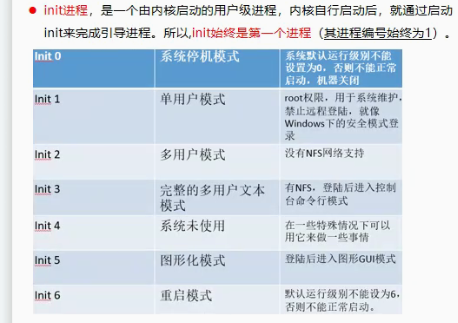 init进程，是一个由内核启动的用户级进程，内核自行启动后，就通过启动
init来完成引导进程。所以,init始终是第一个进程（其进程编号始终为1）。
Init 0
系统停机模式
系统默认运行级别不能
设置为0，否则不能正常
启动，机器关闭
Init 1
单用户模式
root权限，用于系统维护，
禁止远程登陆，就像
Windows下的安全模式登
录
Init 2
多用户模式
没有NFS网络支持
Init 3
完整的多用户文本
模式
有NFS，登陆后进入控制
台命令行模式
Init 4
系统未使用
在一些特殊情况下可以
用它来做一些事情
Init 5
图形化模式
登陆后进入图形GUI模式
Init 6
重启模式
默认运行级别不能设为6，
否则不能正常启动。